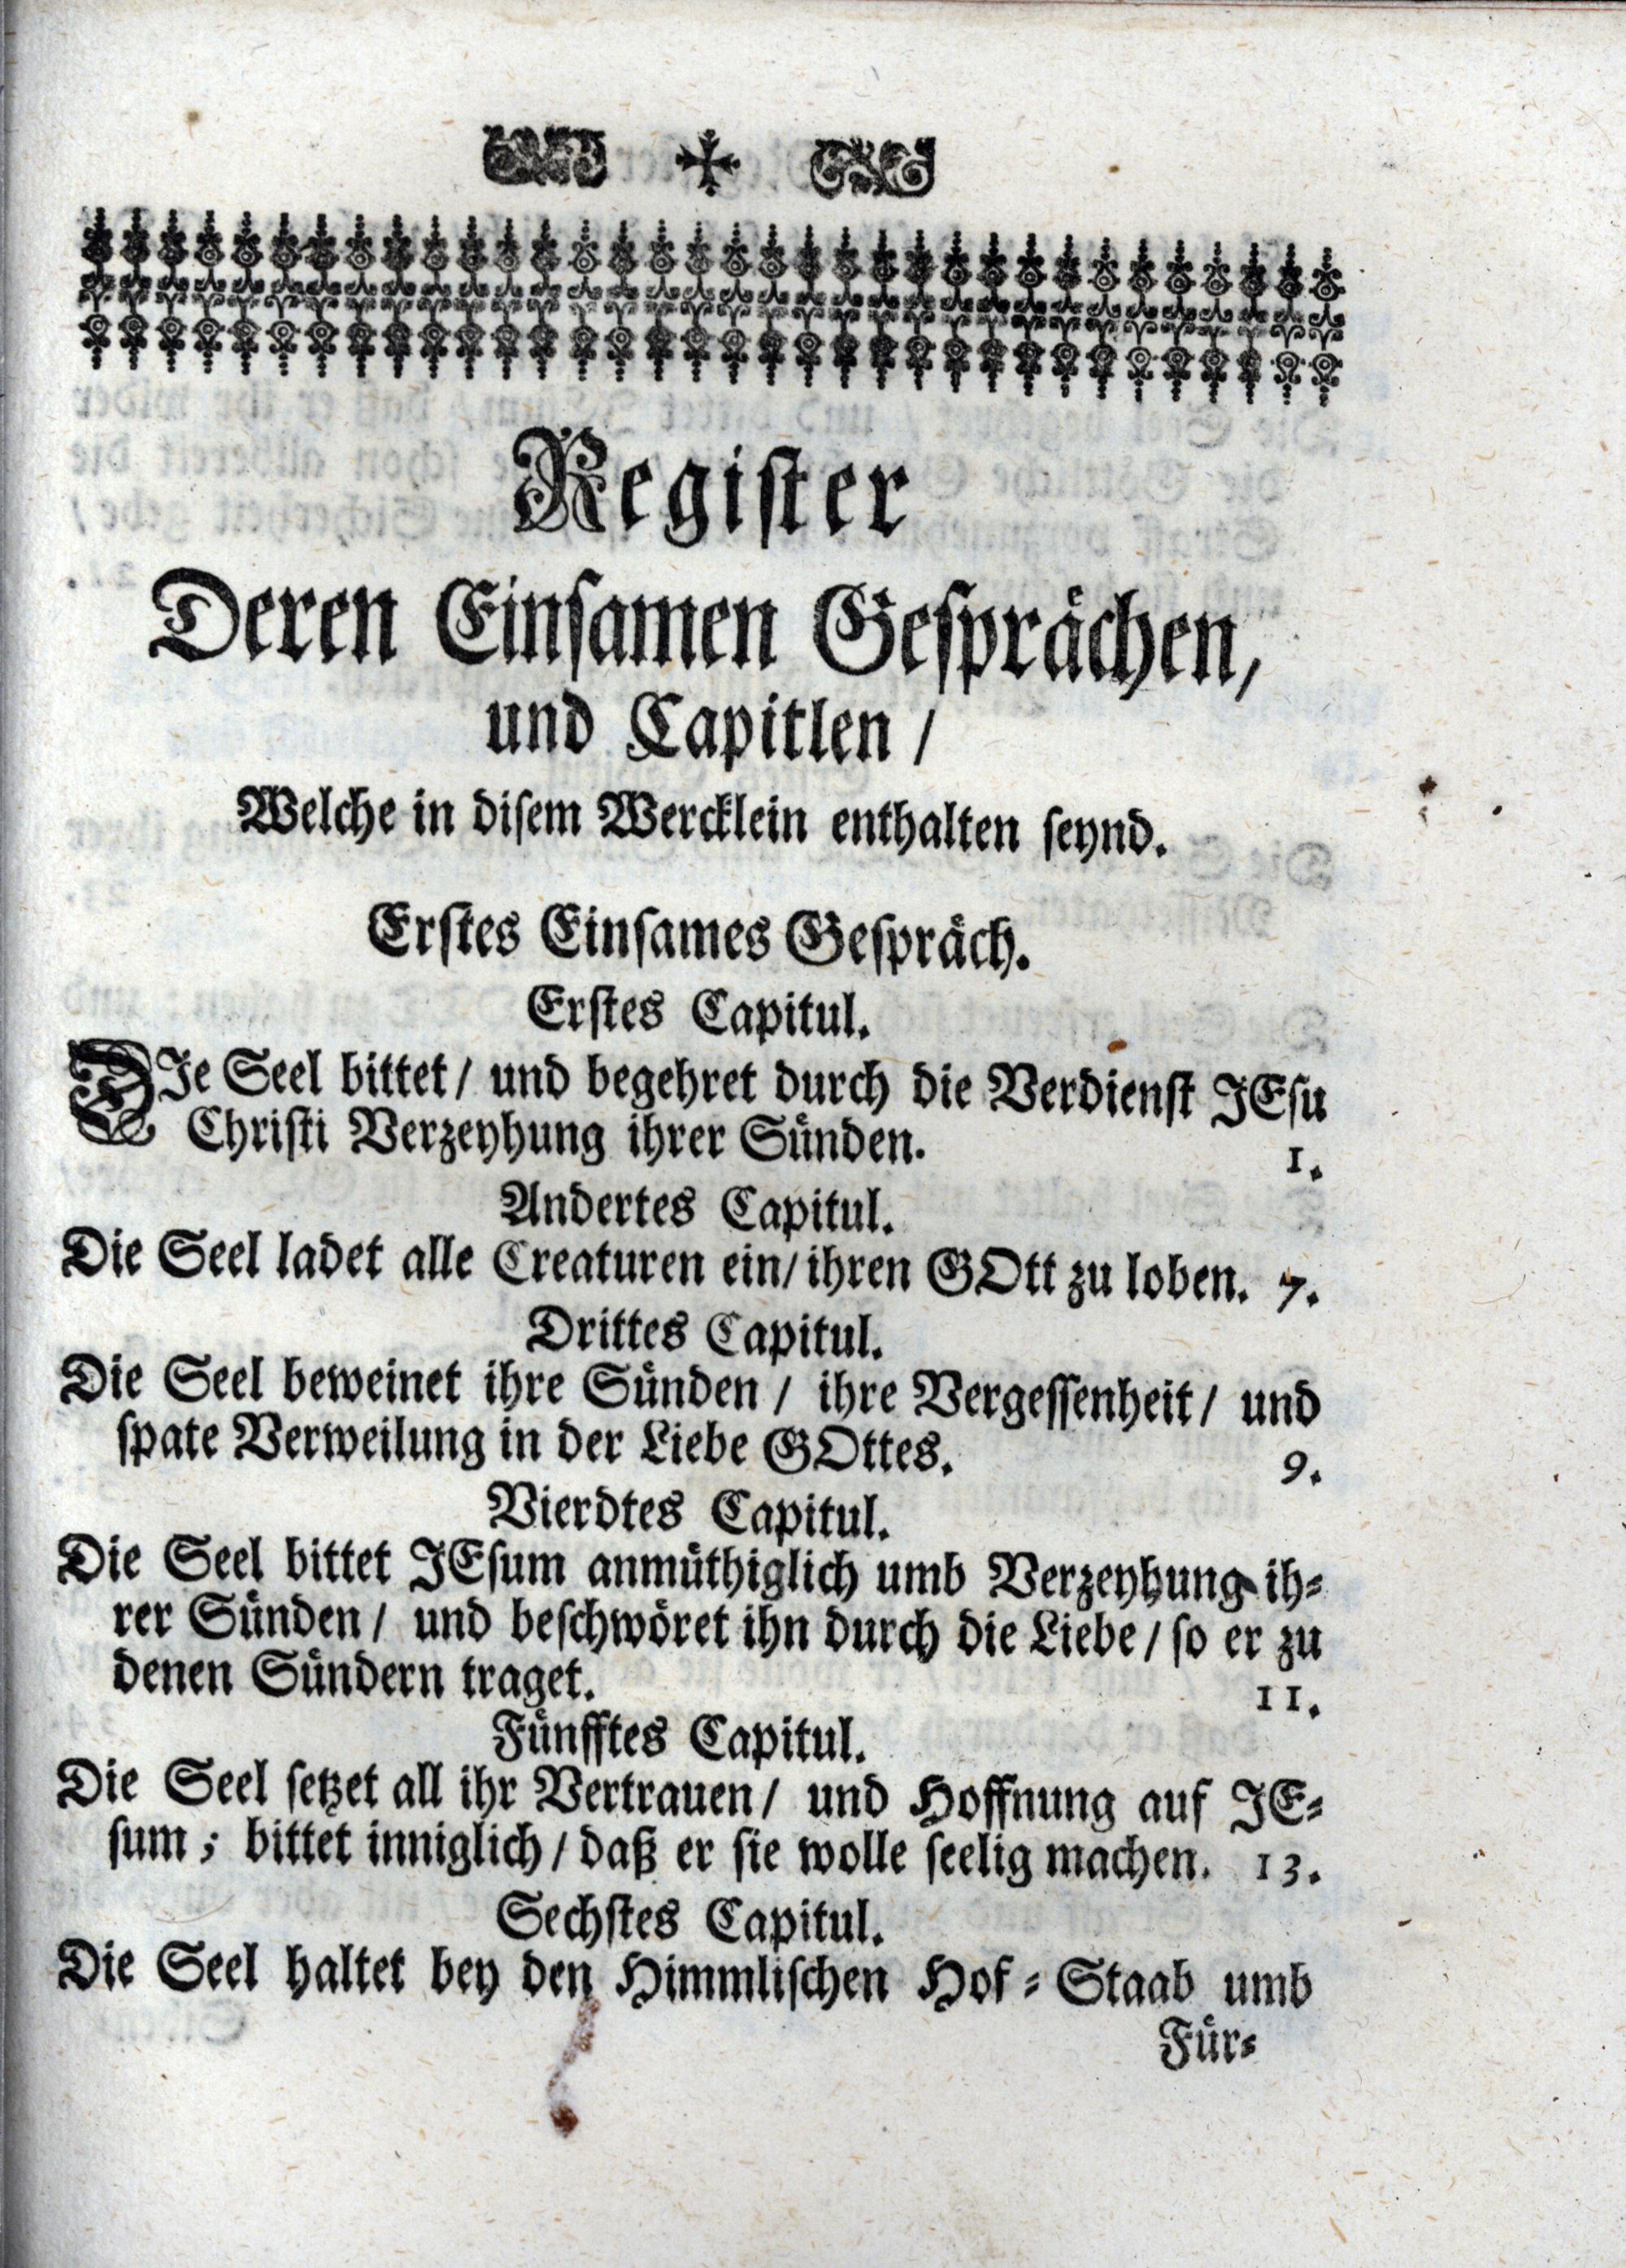 Register
Deren Einsamen Gesprächen,
und Capitlen /
Welche in disem Wercklein enthalten seynd.
Erstes Einsames Gespräch.
Erstes Capitul.
DIe Seel bittet / und begehret durch die Verdienst JEsu
Christi Verzeyhung ihrer Sünden. 1.
Andertes Capitul.
Die Seel ladet alle Creaturen ein / ihren GOtt zu loben. 7.
Drittes Capitul.
Die Seel beweinet ihre Sünden / ihre Vergessenheit / und
spate Verweilung in der Liebe GOttes. 9.
Vierdtes Capitul.
Die Seel bittet JEsum anmüthiglich umb Verzeyhung ih-
rer Sünden / und beschwöret ihn durch die Liebe / so er zu
denen Sündern traget. 11.
Fünfftes Capitul.
Die Seel setzet all ihr Vertrauen / und Hoffnung auf JE-
sum; bittet inniglich / daß er sie wolle seelig machen. 13.
Sechstes Capitul.
Die Seel haltet bey den Himmlischen Hof-Staab umb
Für-